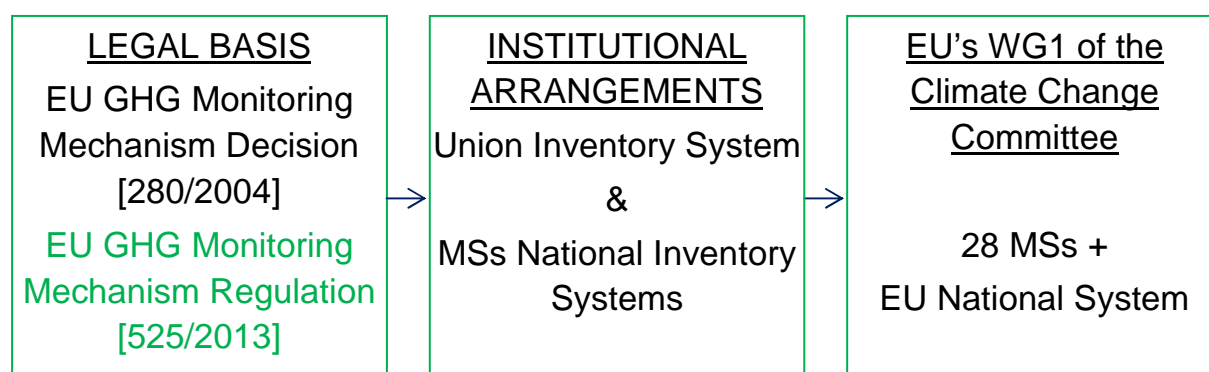 LEGAL BASIS
EU GHG Monitoring
Mechanism Decision
[280/2004]
EU GHG Monitoring
Mechanism Regulation
[525/2013]
INSTITUTIONAL
ARRANGEMENTS
Union Inventory System
&
MSs National Inventory
Systems
EU's WG1 of the
Climate Change
Committee
28 MSs +
EU National System